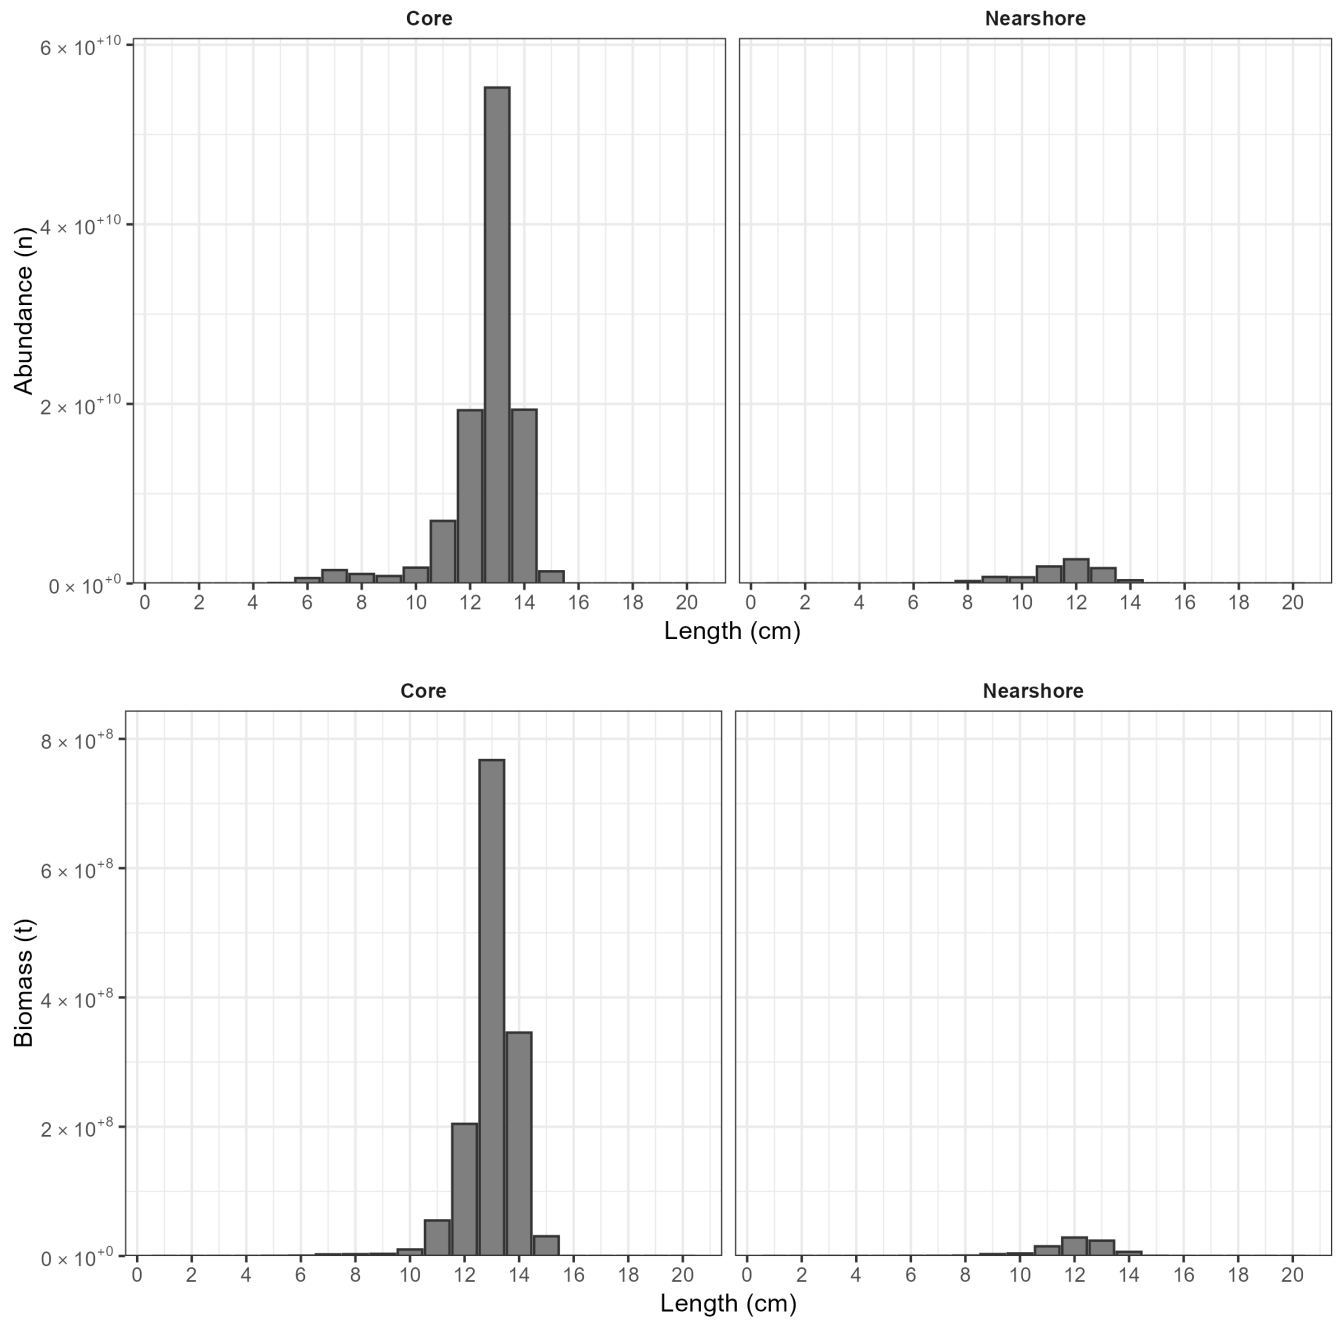 Core Nearshore
6 × 10⁺¹⁰
4 × 10⁺¹⁰
2 × 10⁺¹⁰
0 × 10⁺⁰
Abundance (n)
0 2 4 6 8 10 12 14 16 18 20 0 2 4 6 8 10 12 14 16 18 20
Length (cm)
Core Nearshore
8 × 10⁺⁸
6 × 10⁺⁸
4 × 10⁺⁸
2 × 10⁺⁸
0 × 10⁺⁰
Biomass (t)
0 2 4 6 8 10 12 14 16 18 20 0 2 4 6 8 10 12 14 16 18 20
Length (cm)